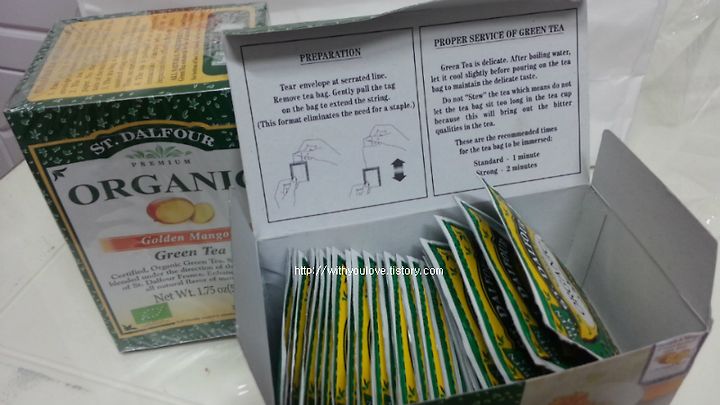 ST. DALFOUR
PREMIUM
ORGANIC
Golden Mango
Green Tea
Certified, Organic Green Tea,
blended under the direction of
of St. Dalfour France.
all natural flavor of
Net Wt. 1.75
PREPARATION
Tear envelope at serrated line.
Remove tea bag. Gently pull the tag
on the bag to extend the string.
(This format eliminates the need for a staple.)
PROPER SERVICE OF GREEN TEA
Green Tea is delicate. After boiling water,
let it cool slightly before pouring on the tea
bag to maintain the delicate taste.
Do not "Stew" the tea which means do not
let the tea bag sit too long in the tea cup
because this will bring out the bitter
qualities in the tea.
These are the recommended times
for the tea bag to be immersed:
Standard - 1 minute
Strong - 2 minutes
http://withyoulove.tistory.com